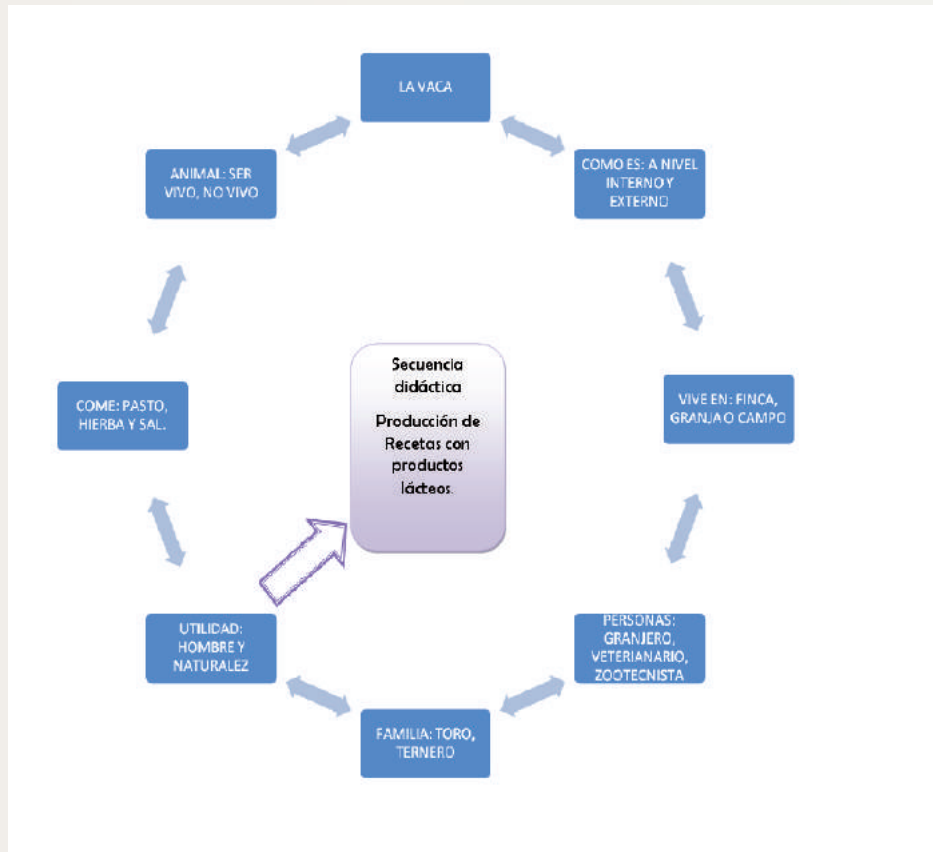 LA VACA
COMO ES: A NIVEL
INTERNO Y
EXTERNO
VIVE EN: FINCA,
GRANJA O CAMPO
PERSONAS:
GRANJERO,
VETERIANARIO,
ZOOTECNISTA
FAMILIA: TORO,
TERNERO
UTILIDAD:
HOMBRE Y
NATURALEZ
COME: PASTO,
HIERBA Y SAL.
ANIMAL: SER
VIVO, NO VIVO
Secuencia
didáctica
Producción de
Recetas con
productos
lácteos.